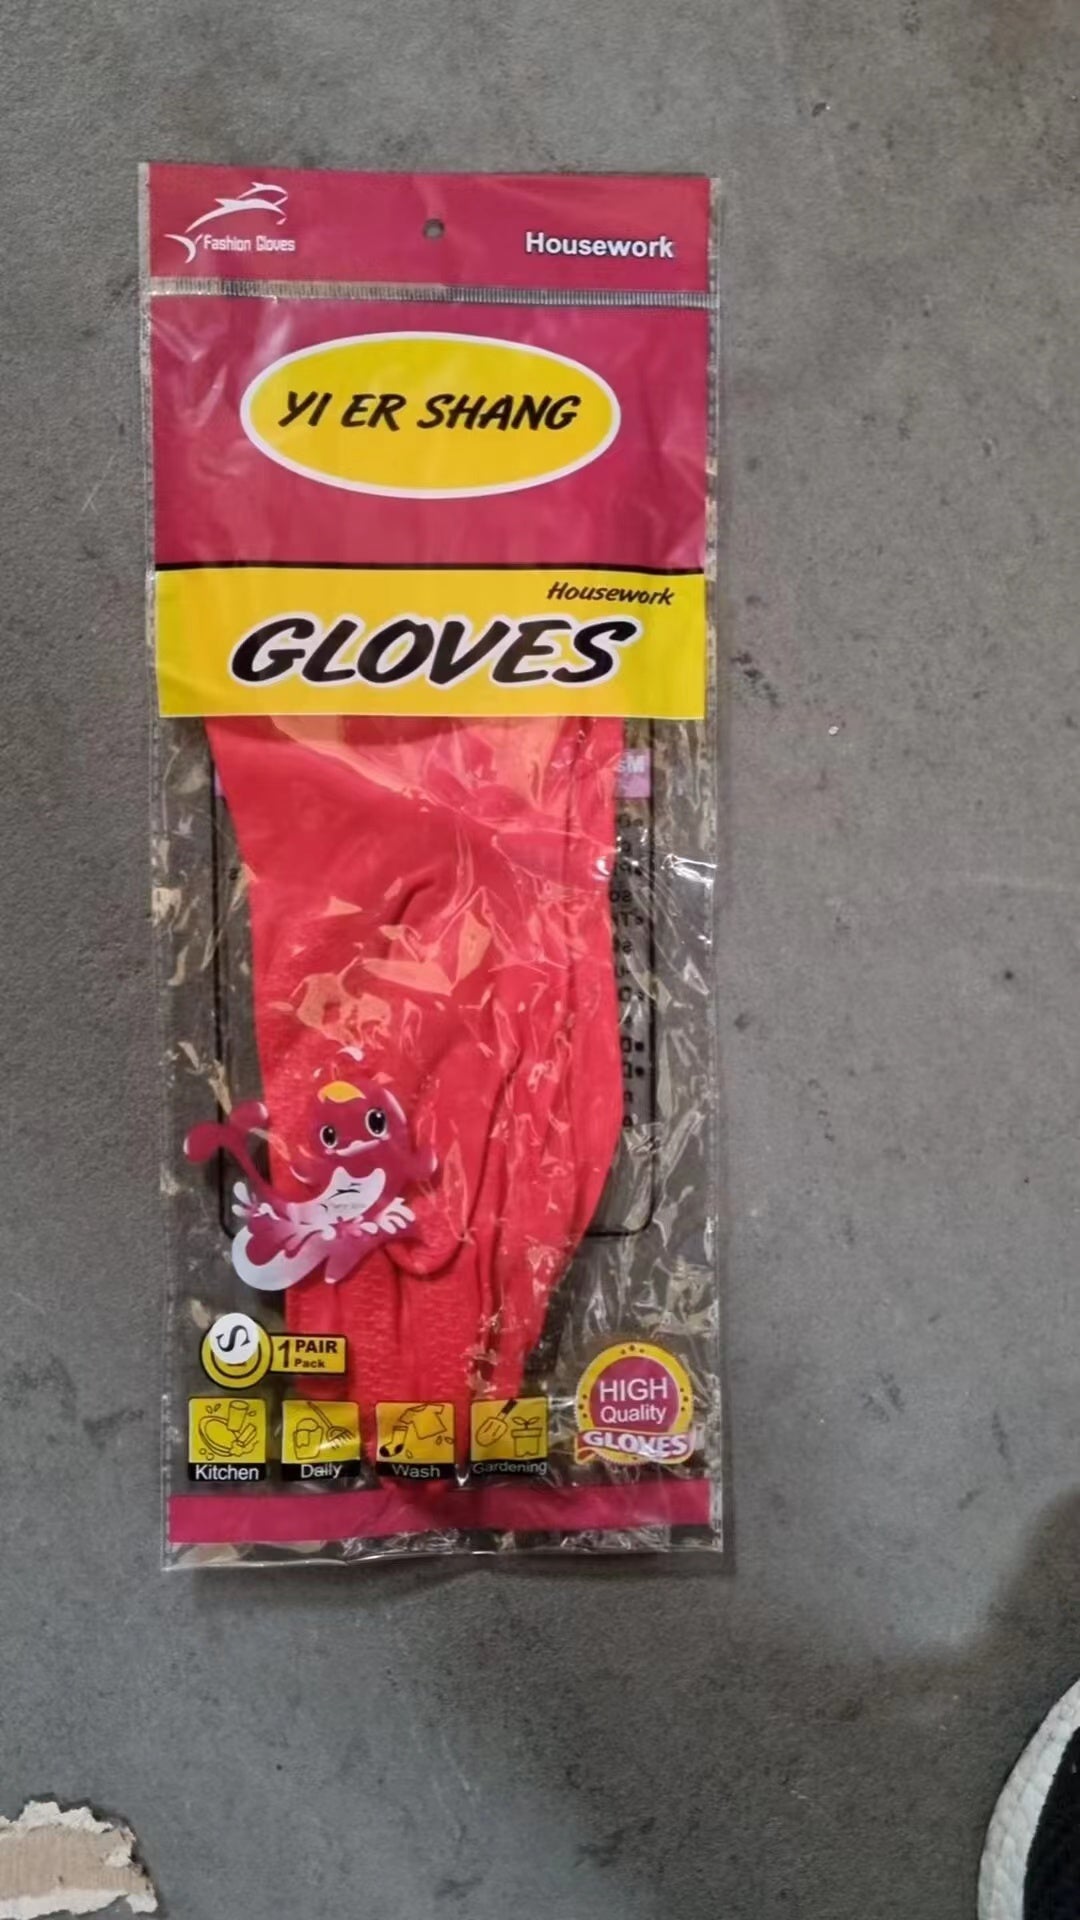 Fashion Gloves
Housework
YI ER SHANG
Housework
GLOVES
S
1 PAIR
Pack
HIGH
Quality
GLOVES
Kitchen
Daily
Wash
Gardening